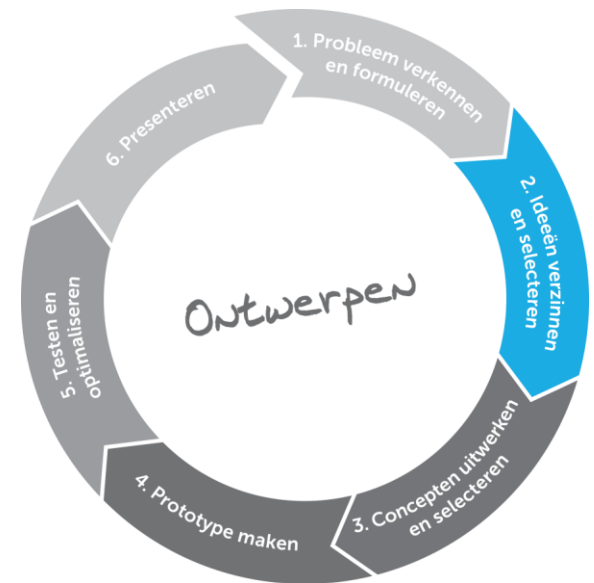 1. Probleem verkennen
en formuleren
2. Ideeën verzinnen
en selecteren
3. Concepten uitwerken
en selecteren
4. Prototype maken
5. Testen en
optimaliseren
6. Presenteren
Ontwerpen